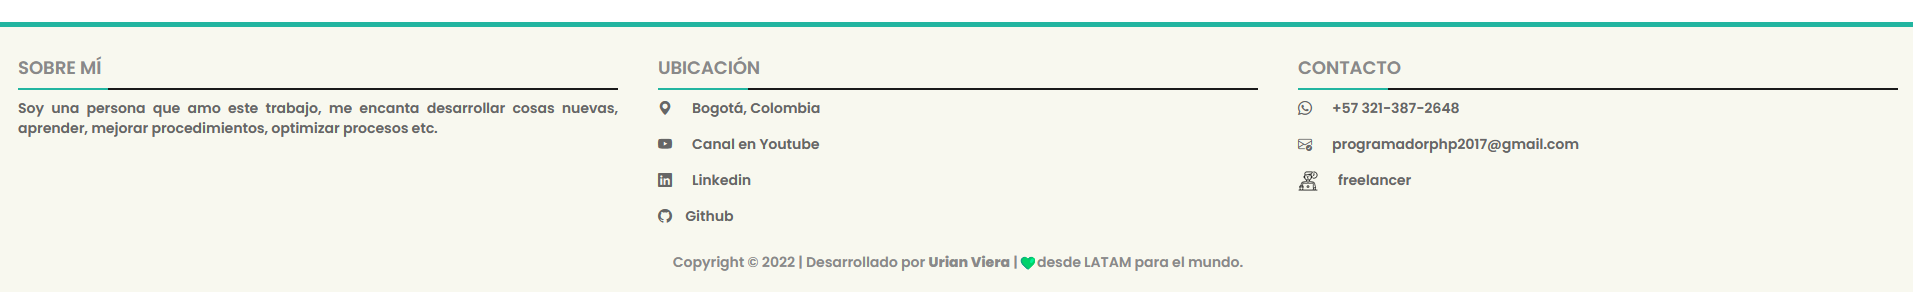 SOBRE MÍ
Soy una persona que amo este trabajo, me encanta desarrollar cosas nuevas,
aprender, mejorar procedimientos, optimizar procesos etc.
UBICACIÓN
Bogotá, Colombia
Canal en Youtube
Linkedin
Github
CONTACTO
+57 321-387-2648
programadorphp2017@gmail.com
freelancer
Copyright © 2022 | Desarrollado por Urian Viera | desde LATAM para el mundo.